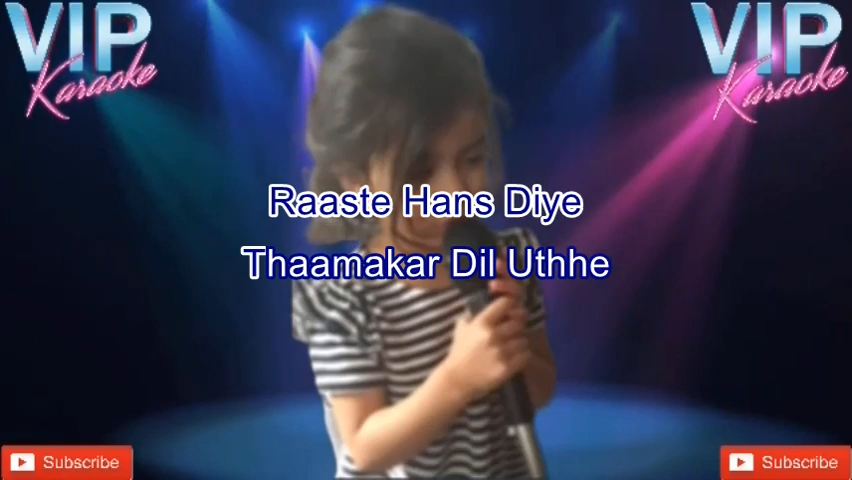 VIP VIP
Karaoke Karaoke
Raaste Hans Diye
Thaamakar Dil Uthhe
Subscribe Subscribe